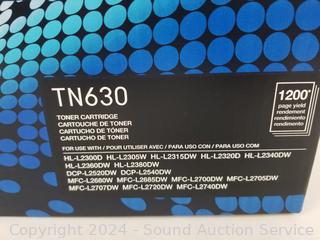 TN630
1200*
page yield
rendement
rendimiento
rendimento
TONER CARTRIDGE
CARTOUCHE DE TONER
CARTUCHO DE TÓNER
CARTUCHO DE TONER
FOR USE WITH / POUR UTILISER AVEC / PARA USO CON / PARA USO COM
HL-L2300D HL-L2305W HL-L2315DW HL-L2320D HL-L2340DW
HL-L2360DW HL-L2380DW
DCP-L2520DW DCP-L2540DW
MFC-L2680W MFC-L2685DW MFC-L2700DW MFC-L2705DW
MFC-L2707DW MFC-L2720DW MFC-L2740DW
Copyright 2024 - Sound Auction Service